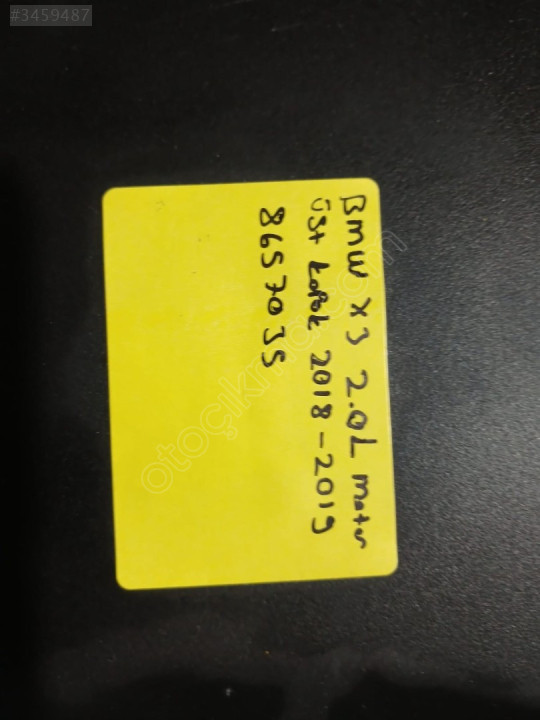 #3459487
BMW X3 2.0L motor
üst kapak 2018-2019
8657035
otoçıkma.com